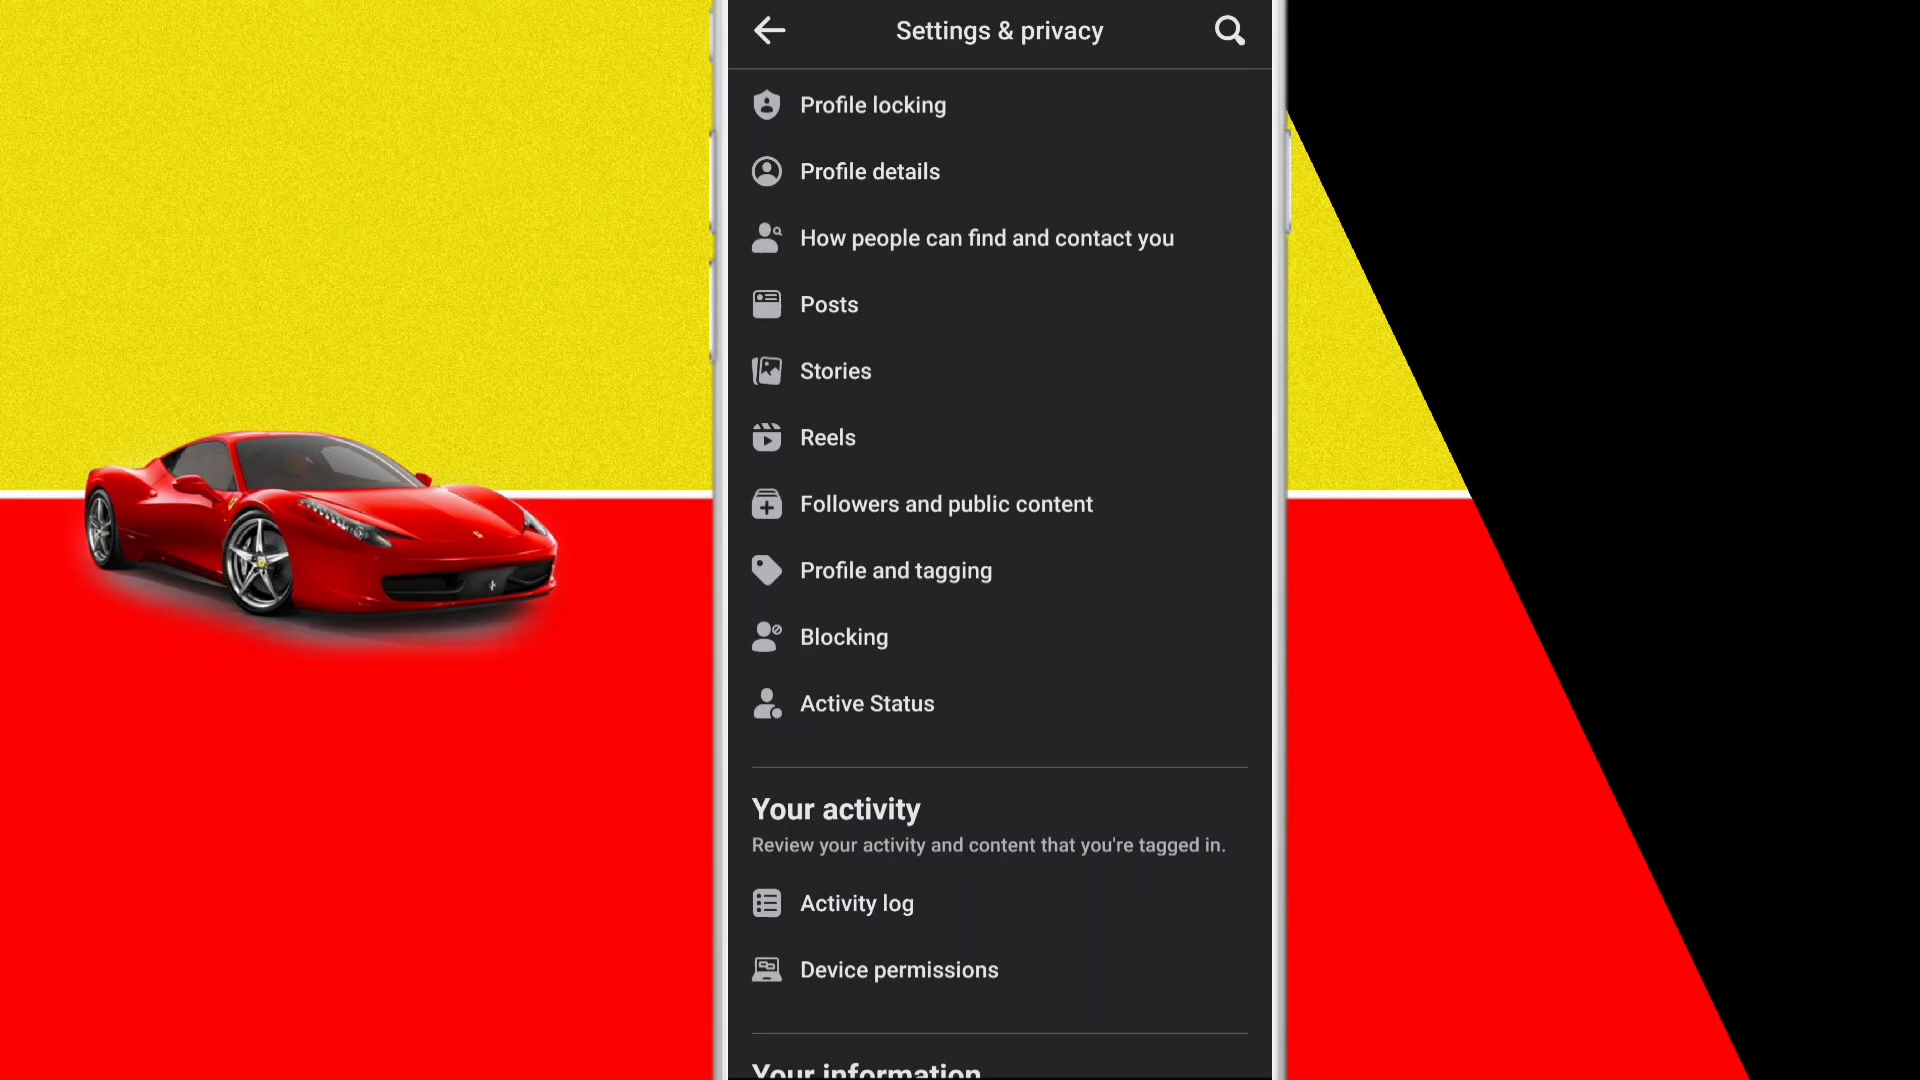 Settings & privacy
Profile locking
Profile details
How people can find and contact you
Posts
Stories
Reels
Followers and public content
Profile and tagging
Blocking
Active Status
Your activity
Review your activity and content that you're tagged in.
Activity log
Device permissions
Your information